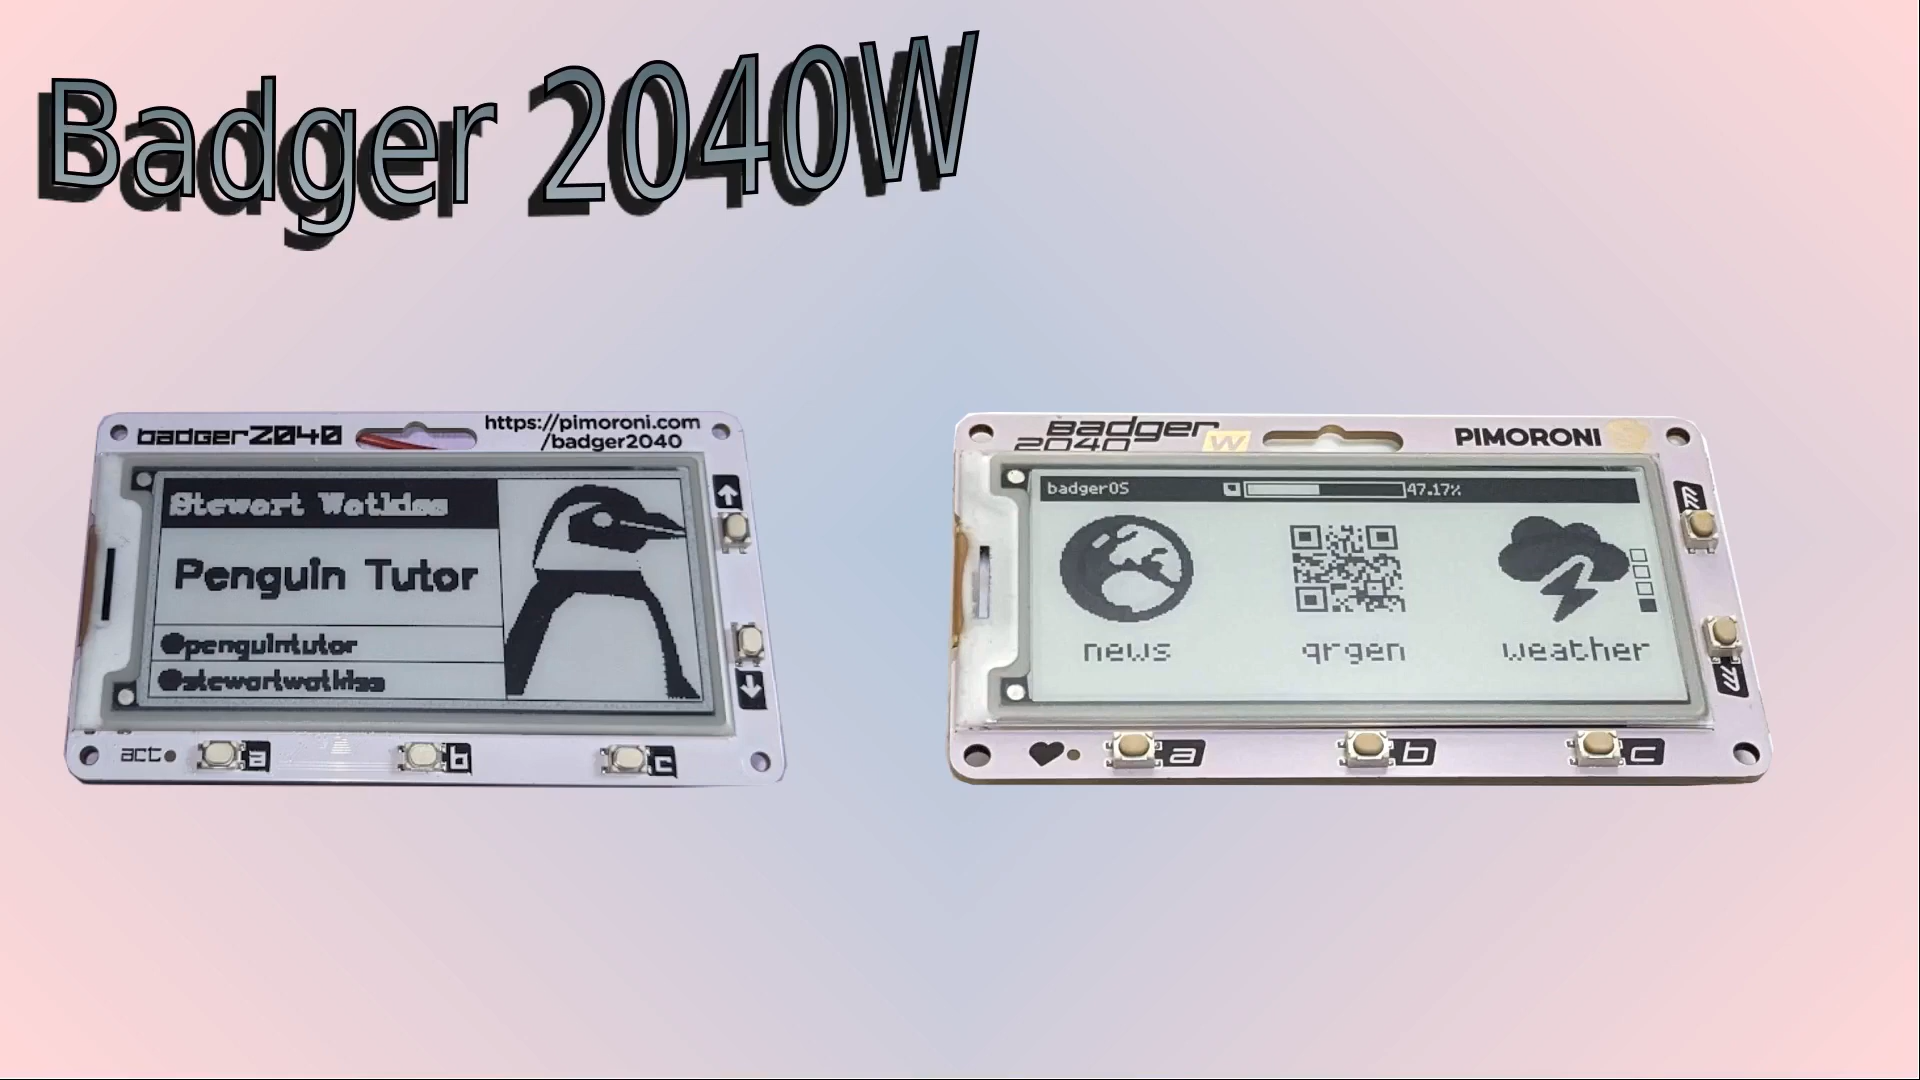 Badger 2040W
badger2040
https://pimoroni.com
/badger2040
Stewart Watkiss
Penguin Tutor
@penguintutor
@stewartwatkiss
act
a
b
c
Badger
2040 W
PIMORONI
badgerOS
47.17%
news
qrgen
weather
a
b
c